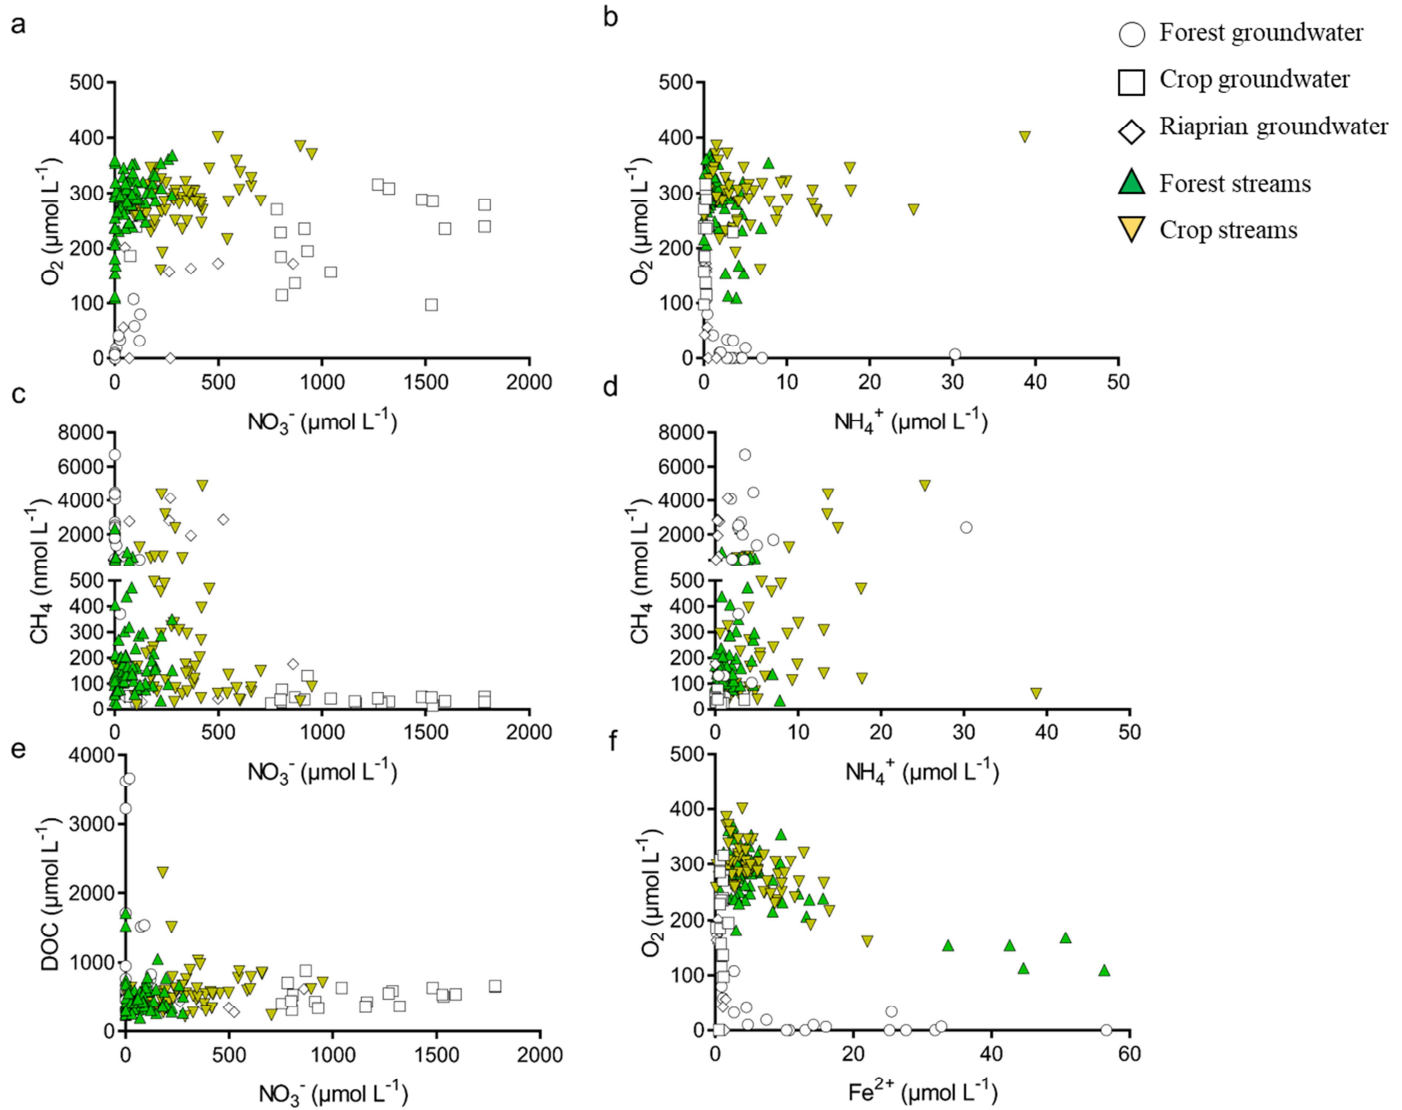 a
b
Forest groundwater
Crop groundwater
Riaprian groundwater
Forest streams
Crop streams
500
400
300
200
100
0
O₂ (µmol L⁻¹)
0 500 1000 1500 2000
NO₃⁻ (µmol L⁻¹)
500
400
300
200
100
0
O₂ (µmol L⁻¹)
0 10 20 30 40 50
NH₄⁺ (µmol L⁻¹)
c
d
8000
6000
4000
2000
500
400
300
200
100
0
CH₄ (nmol L⁻¹)
0 500 1000 1500 2000
NO₃⁻ (µmol L⁻¹)
8000
6000
4000
2000
500
400
300
200
100
0
CH₄ (nmol L⁻¹)
0 10 20 30 40 50
NH₄⁺ (µmol L⁻¹)
e
f
4000
3000
2000
1000
0
DOC (µmol L⁻¹)
0 500 1000 1500 2000
NO₃⁻ (µmol L⁻¹)
500
400
300
200
100
0
O₂ (µmol L⁻¹)
0 20 40 60
Fe²⁺ (µmol L⁻¹)